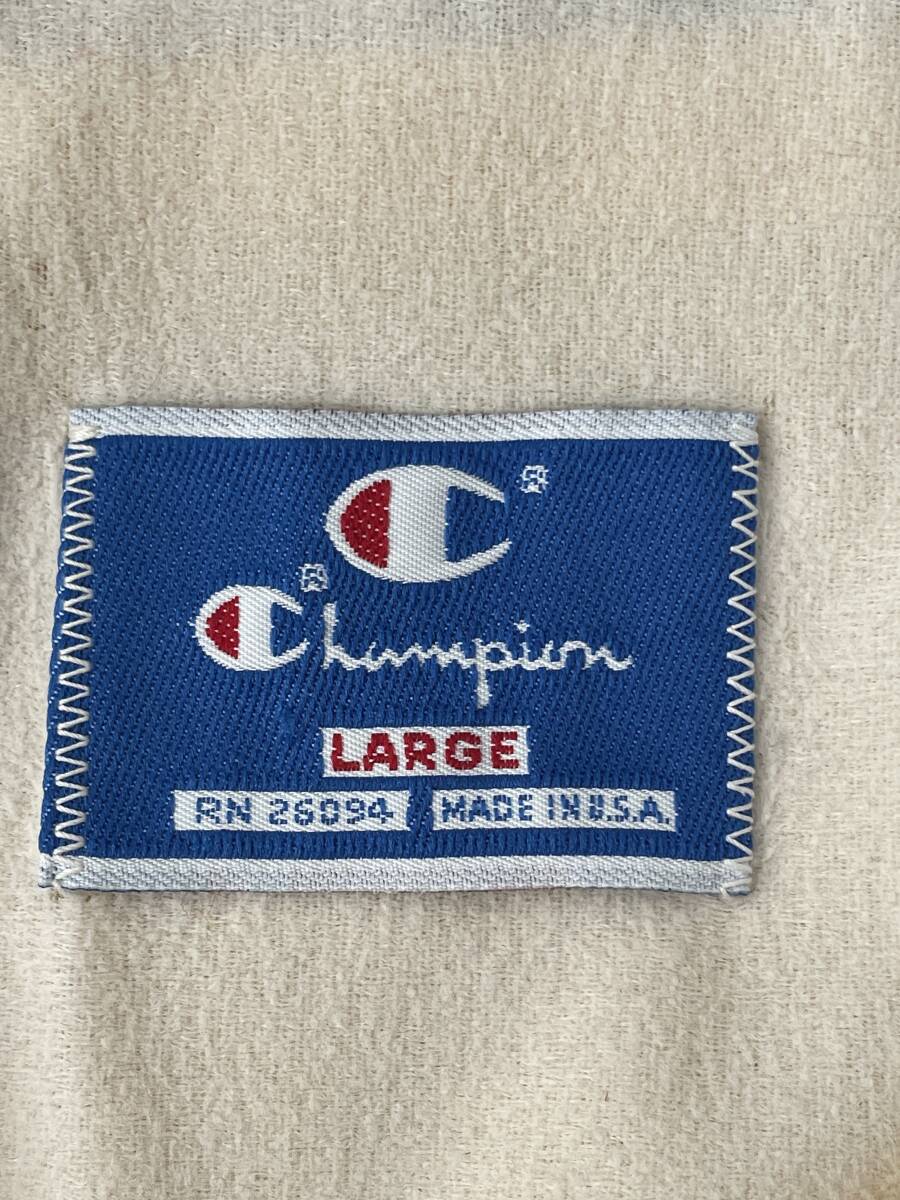 C®
Champion®
LARGE
RN 26094 MADE IN U.S.A.